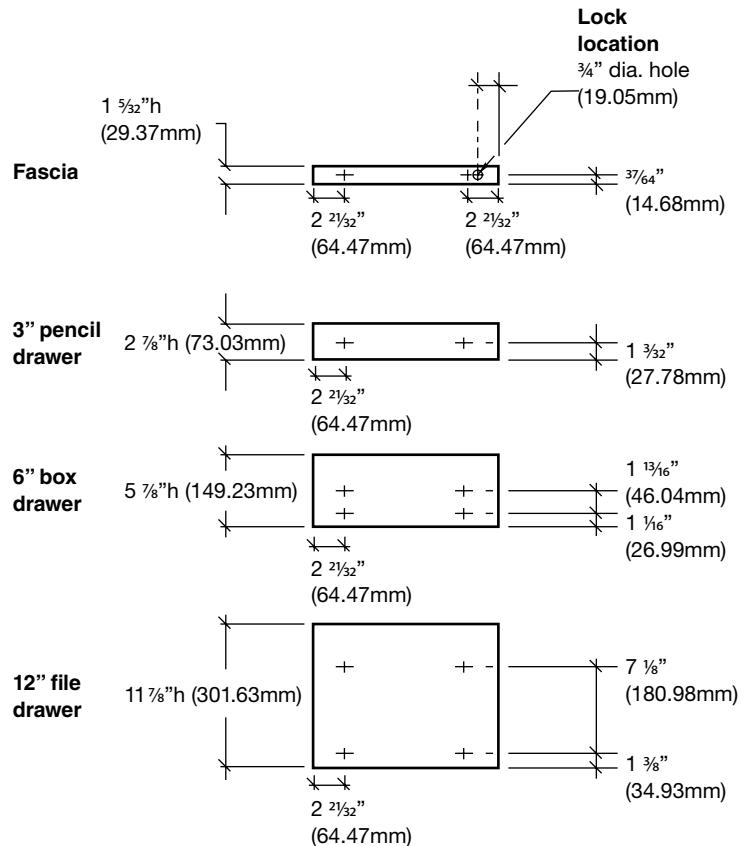 Lock
location
¾” dia. hole
(19.05mm)
1 5⁄32”h
(29.37mm)
Fascia
37⁄64”
(14.68mm)
2 21⁄32”
(64.47mm)
2 21⁄32”
(64.47mm)
3” pencil
drawer
2 ⅞”h (73.03mm)
1 3⁄32”
(27.78mm)
2 21⁄32”
(64.47mm)
6” box
drawer
5 ⅞”h (149.23mm)
1 13⁄16”
(46.04mm)
1 1⁄16”
(26.99mm)
2 21⁄32”
(64.47mm)
12” file
drawer
11 ⅞”h (301.63mm)
7 ⅛”
(180.98mm)
1 ⅜”
(34.93mm)
2 21⁄32”
(64.47mm)